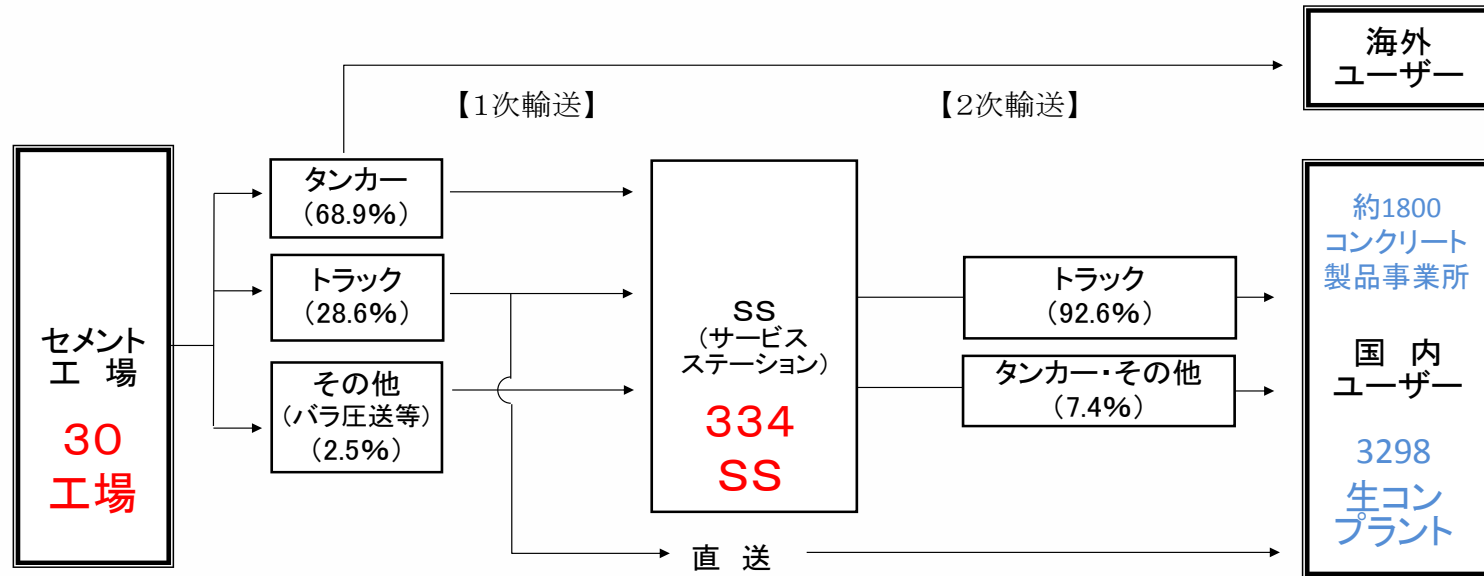 海外
ユーザー
【1次輸送】
【2次輸送】
セメント
工 場
30
工場
タンカー
(68.9%)
トラック
(28.6%)
その他
(バラ圧送等)
(2.5%)
SS
(サービス
ステーション)
334
SS
トラック
(92.6%)
タンカー・その他
(7.4%)
約1800
コンクリート
製品事業所
国 内
ユーザー
3298
生コン
プラント
直 送